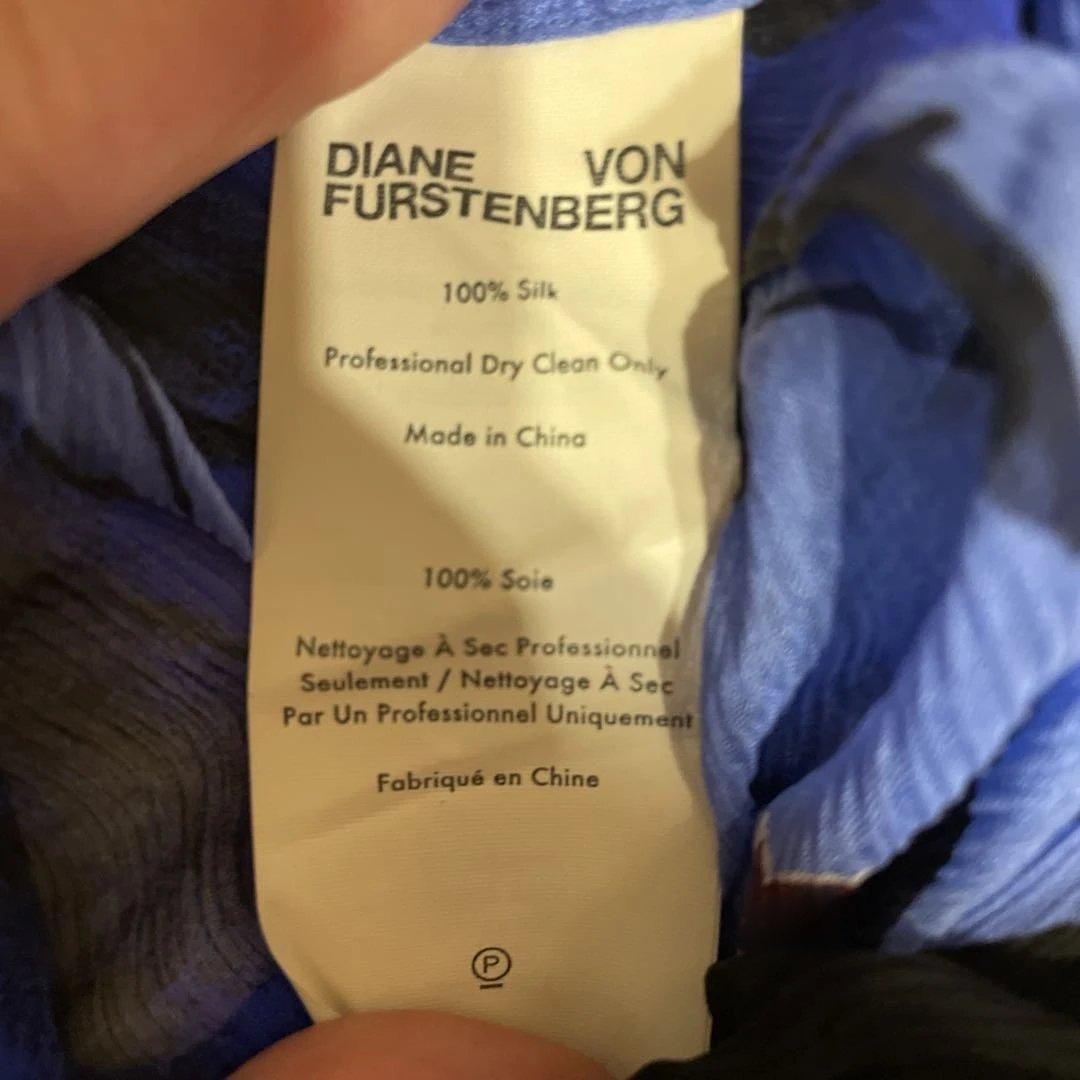 DIANE VON
FURSTENBERG
100% Silk
Professional Dry Clean Only
Made in China
100% Soie
Nettoyage À Sec Professionnel
Seulement / Nettoyage À Sec
Par Un Professionnel Uniquement
Fabriqué en Chine
P